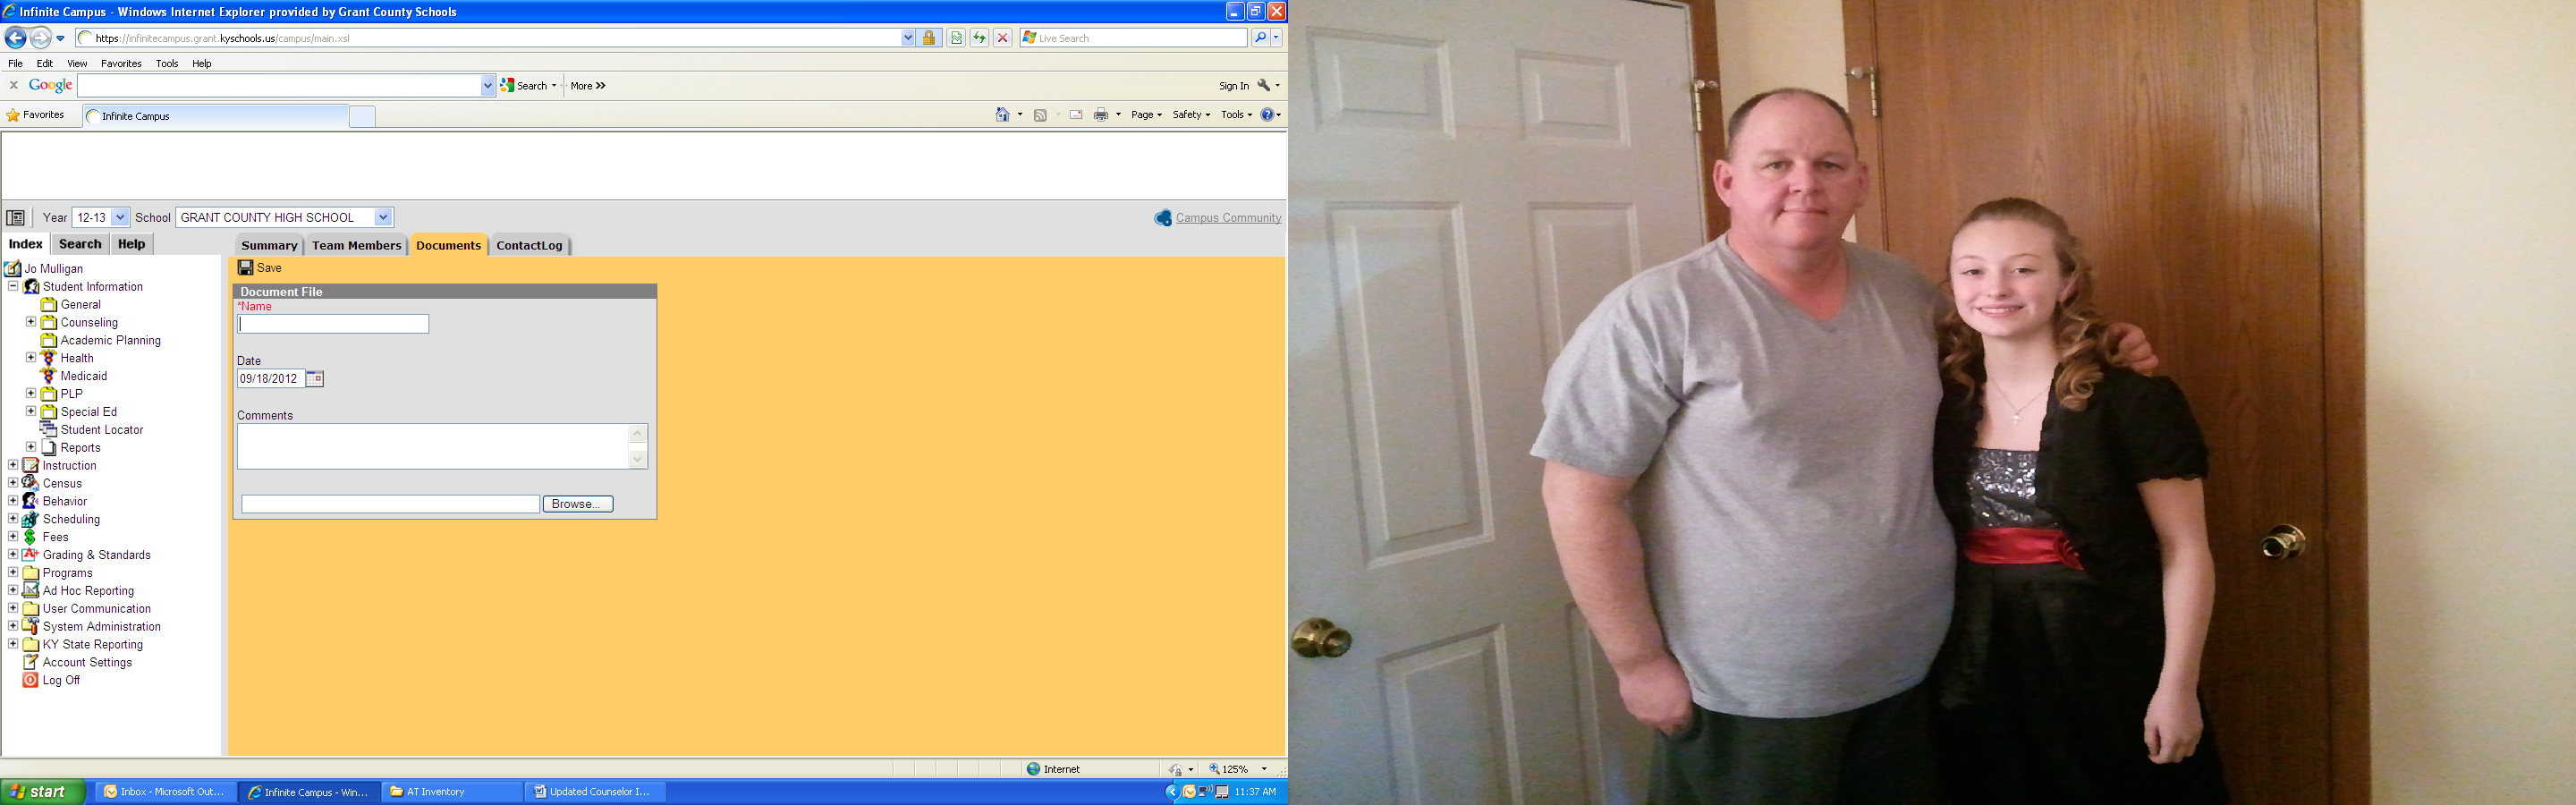 Infinite Campus - Windows Internet Explorer provided by Grant County Schools
https://infinitecampus.grant.kyschools.us/campus/main.xsl
Live Search
File Edit View Favorites Tools Help
x Google Search More >> Sign In
Favorites Infinite Campus Page Safety Tools
Year 12-13 School GRANT COUNTY HIGH SCHOOL Campus Community
Index Search Help
Summary Team Members Documents ContactLog
Jo Mulligan
Student Information
General
Counseling
Academic Planning
Health
Medicaid
PLP
Special Ed
Student Locator
Reports
Instruction
Census
Behavior
Scheduling
Fees
Grading & Standards
Programs
Ad Hoc Reporting
User Communication
System Administration
KY State Reporting
Account Settings
Log Off
Save
Document File
*Name
Date
09/18/2012
Comments
Browse...
Internet 125%
start Inbox - Microsoft Out... Infinite Campus - Win... AT Inventory Updated Counselor I... 11:37 AM